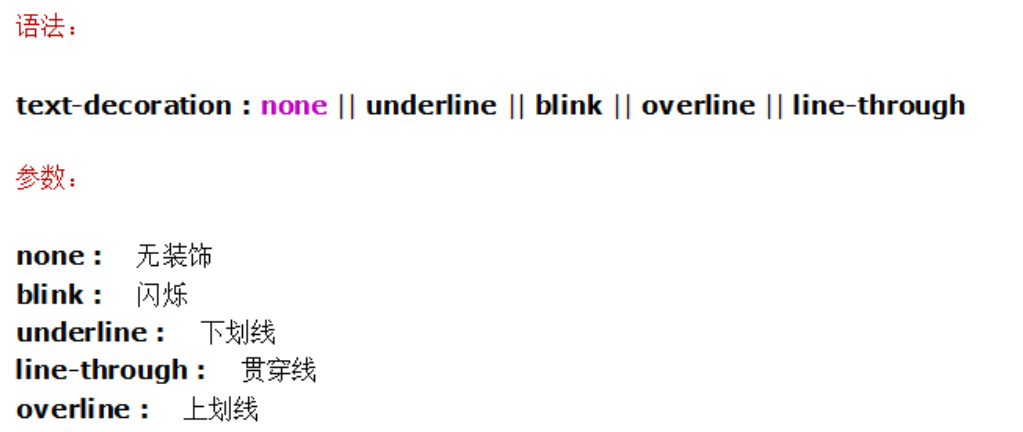 语法：
text-decoration : none || underline || blink || overline || line-through
参数：
none : 无装饰
blink : 闪烁
underline : 下划线
line-through : 贯穿线
overline : 上划线